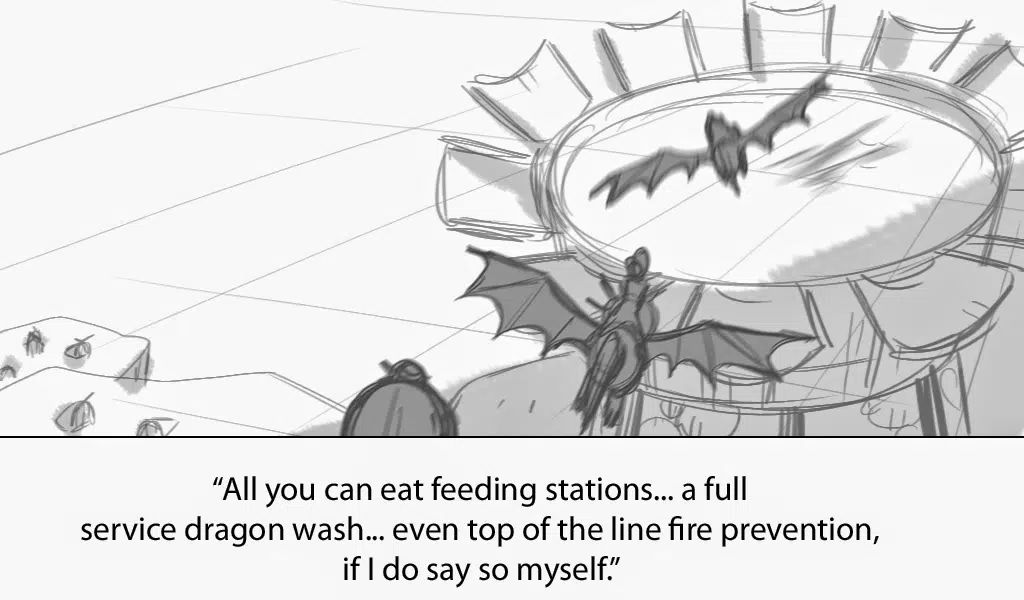 “All you can eat feeding stations... a full
service dragon wash... even top of the line fire prevention,
if I do say so myself.”